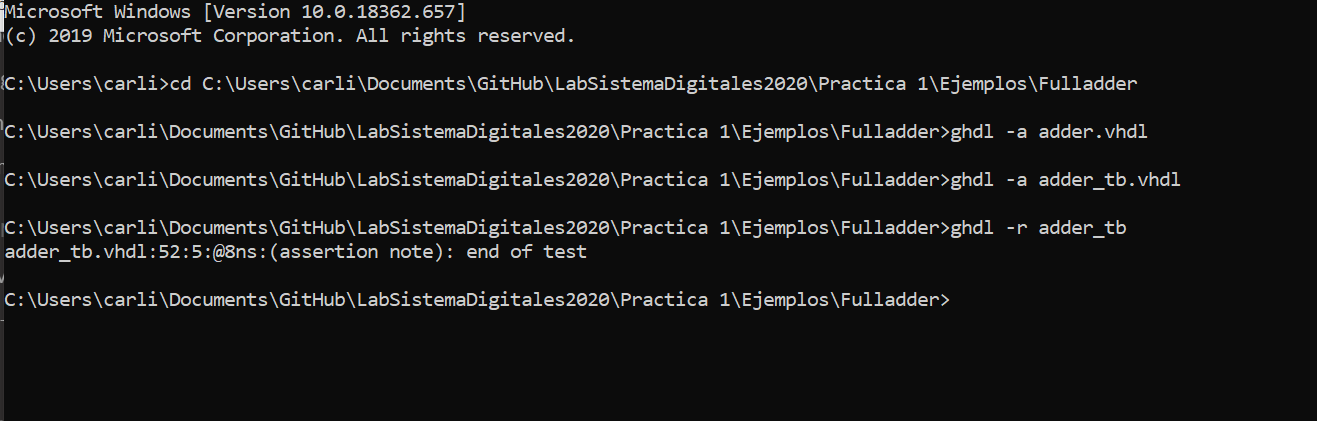 Microsoft Windows [Version 10.0.18362.657]
(c) 2019 Microsoft Corporation. All rights reserved.
C:\Users\carli>cd C:\Users\carli\Documents\GitHub\LabSistemaDigitales2020\Practica 1\Ejemplos\Fulladder
C:\Users\carli\Documents\GitHub\LabSistemaDigitales2020\Practica 1\Ejemplos\Fulladder>ghdl -a adder.vhdl
C:\Users\carli\Documents\GitHub\LabSistemaDigitales2020\Practica 1\Ejemplos\Fulladder>ghdl -a adder_tb.vhdl
C:\Users\carli\Documents\GitHub\LabSistemaDigitales2020\Practica 1\Ejemplos\Fulladder>ghdl -r adder_tb
adder_tb.vhdl:52:5:@8ns:(assertion note): end of test
C:\Users\carli\Documents\GitHub\LabSistemaDigitales2020\Practica 1\Ejemplos\Fulladder>